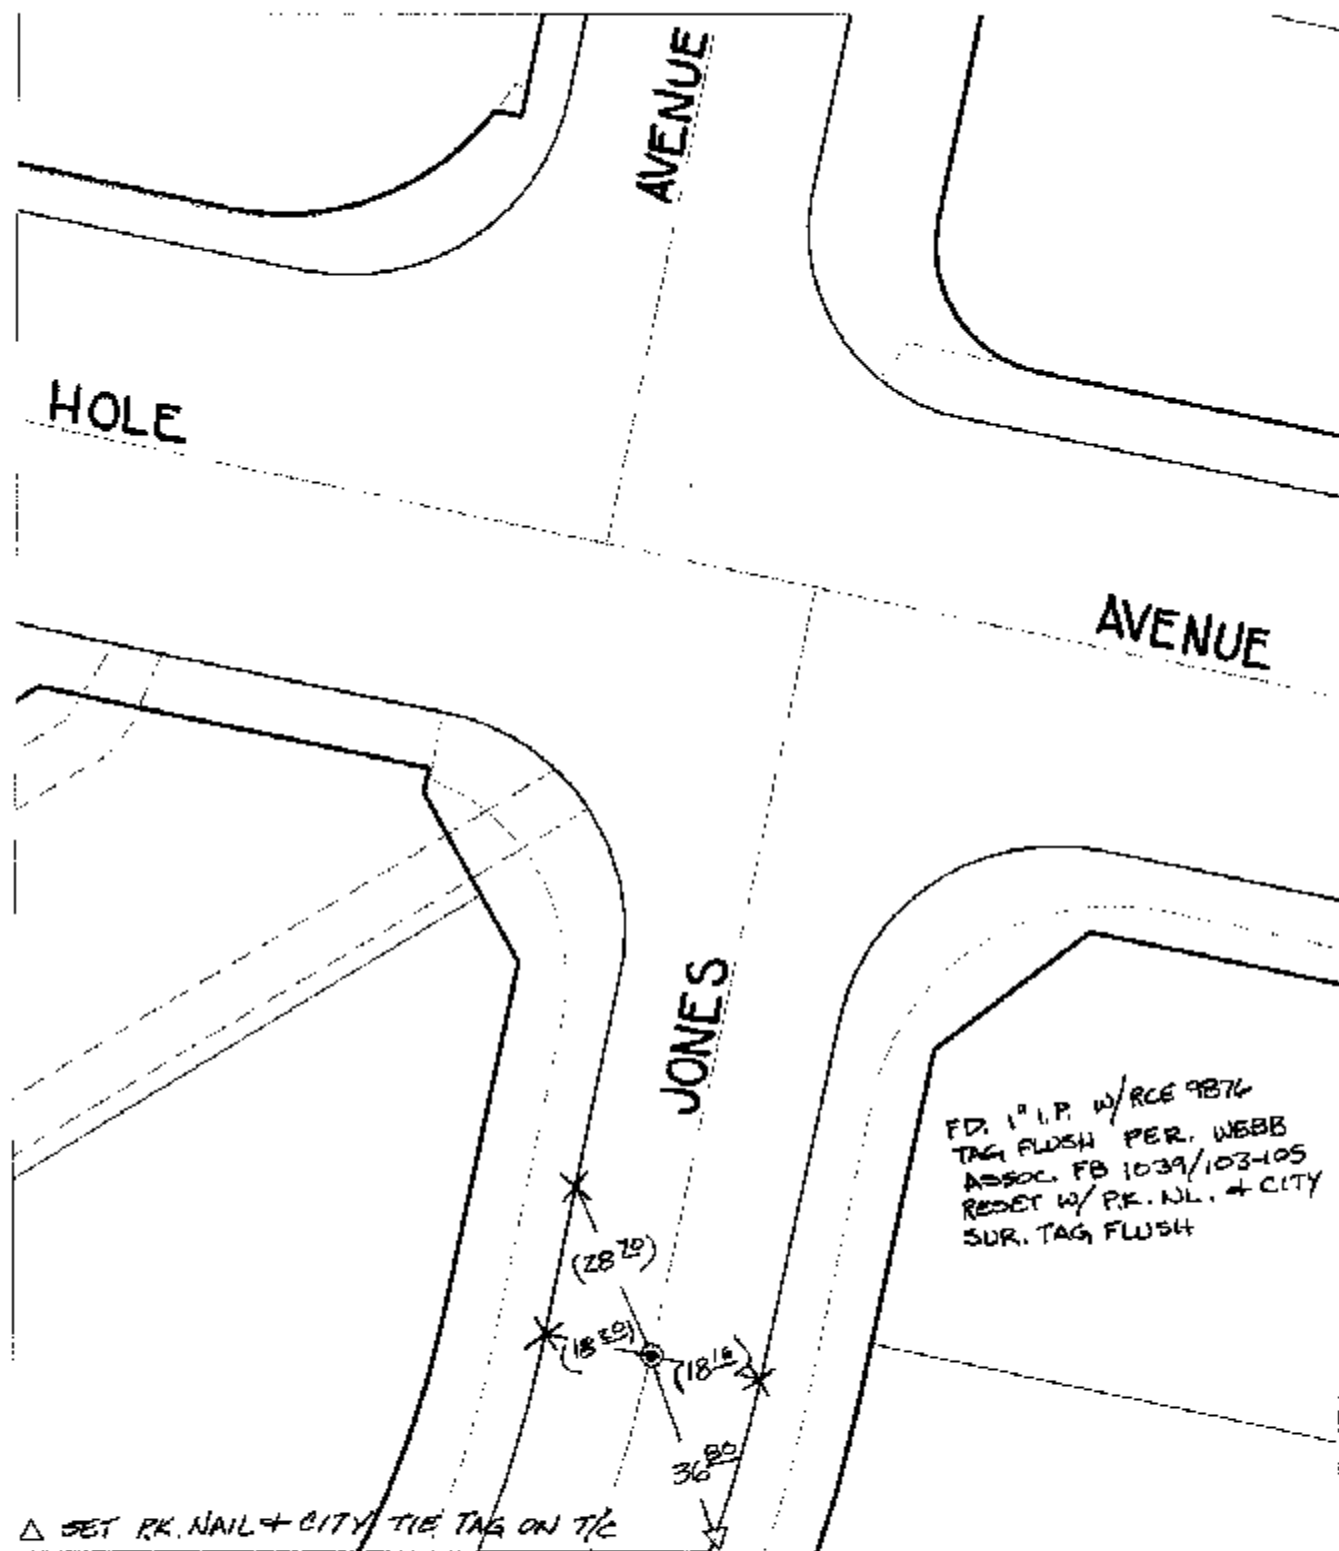 AVENUE
HOLE
AVENUE
JONES
FD. 1" I.P. W/RCE 9876
TAG FLUSH PER. WEBB
ASSOC. FB 1039/103-105
RESET W/ P.K. NL. + CITY
SUR. TAG FLUSH
(28 70)
(18 50)
(18 16)
36 80
△ SET P.K. NAIL + CITY TIE TAG ON T/C